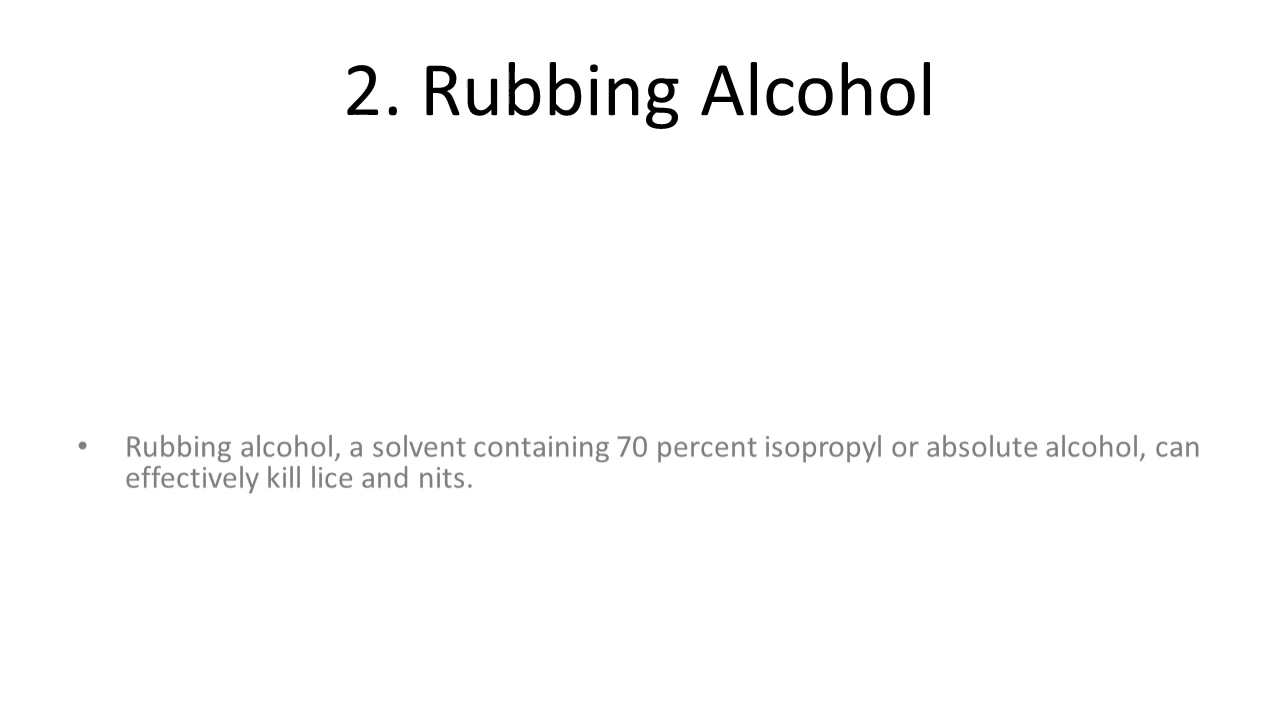 2. Rubbing Alcohol
• Rubbing alcohol, a solvent containing 70 percent isopropyl or absolute alcohol, can
effectively kill lice and nits.